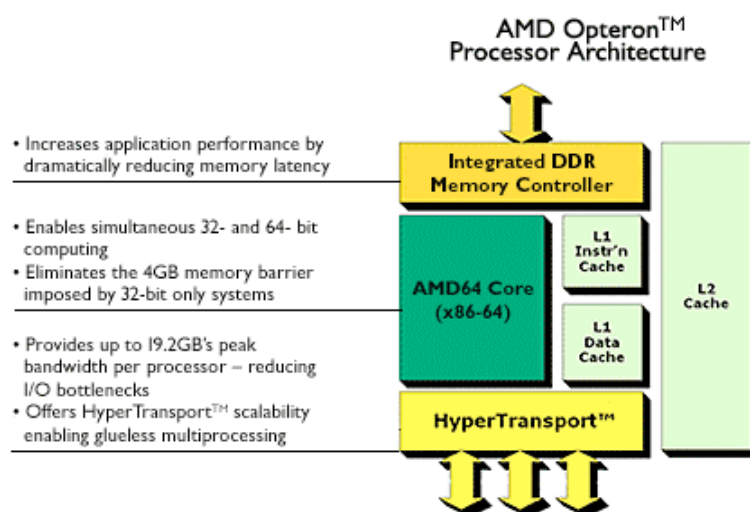 AMD Opteron™
Processor Architecture
• Increases application performance by
dramatically reducing memory latency
• Enables simultaneous 32- and 64- bit
computing
• Eliminates the 4GB memory barrier
imposed by 32-bit only systems
• Provides up to 19.2GB's peak
bandwidth per processor – reducing
I/O bottlenecks
• Offers HyperTransport™ scalability
enabling glueless multiprocessing
Integrated DDR
Memory Controller
AMD64 Core
(x86-64)
L1
Instr'n
Cache
L1
Data
Cache
L2
Cache
HyperTransport™